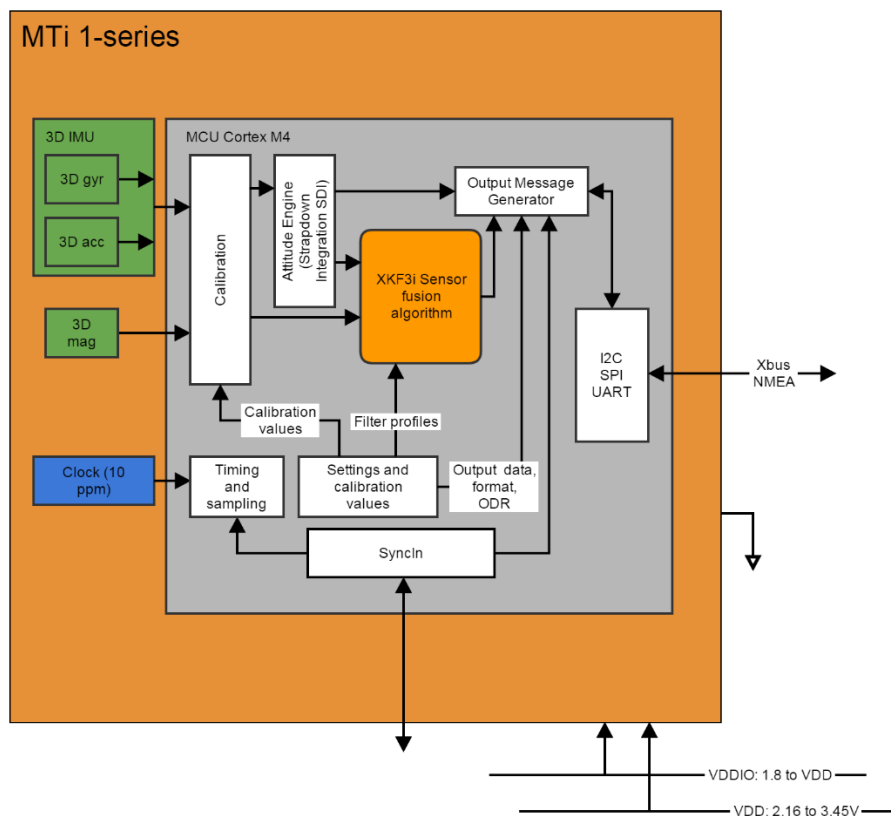 MTi 1-series
3D IMU
3D gyr
3D acc
3D
mag
Clock (10
ppm)
MCU Cortex M4
Calibration
Attitude Engine
(Strapdown
Integration SDI)
Output Message
Generator
XKF3i Sensor
fusion
algorithm
I2C
SPI
UART
Xbus
NMEA
Calibration
values
Filter profiles
Timing
and
sampling
Settings and
calibration
values
Output data,
format,
ODR
SyncIn
VDDIO: 1.8 to VDD
VDD: 2.16 to 3.45V